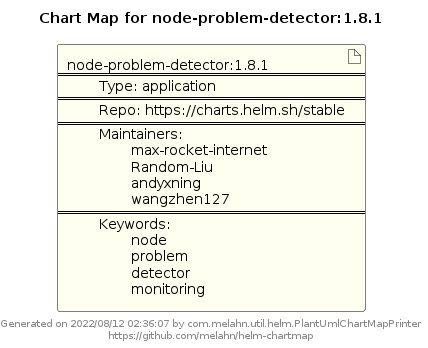 Chart Map for node-problem-detector:1.8.1
node-problem-detector:1.8.1
Type: application
Repo: https://charts.helm.sh/stable
Maintainers:
max-rocket-internet
Random-Liu
andyxning
wangzhen127
Keywords:
node
problem
detector
monitoring
Generated on 2022/08/12 02:36:07 by com.melahn.util.helm.PlantUmlChartMapPrinter
https://github.com/melahn/helm-chartmap